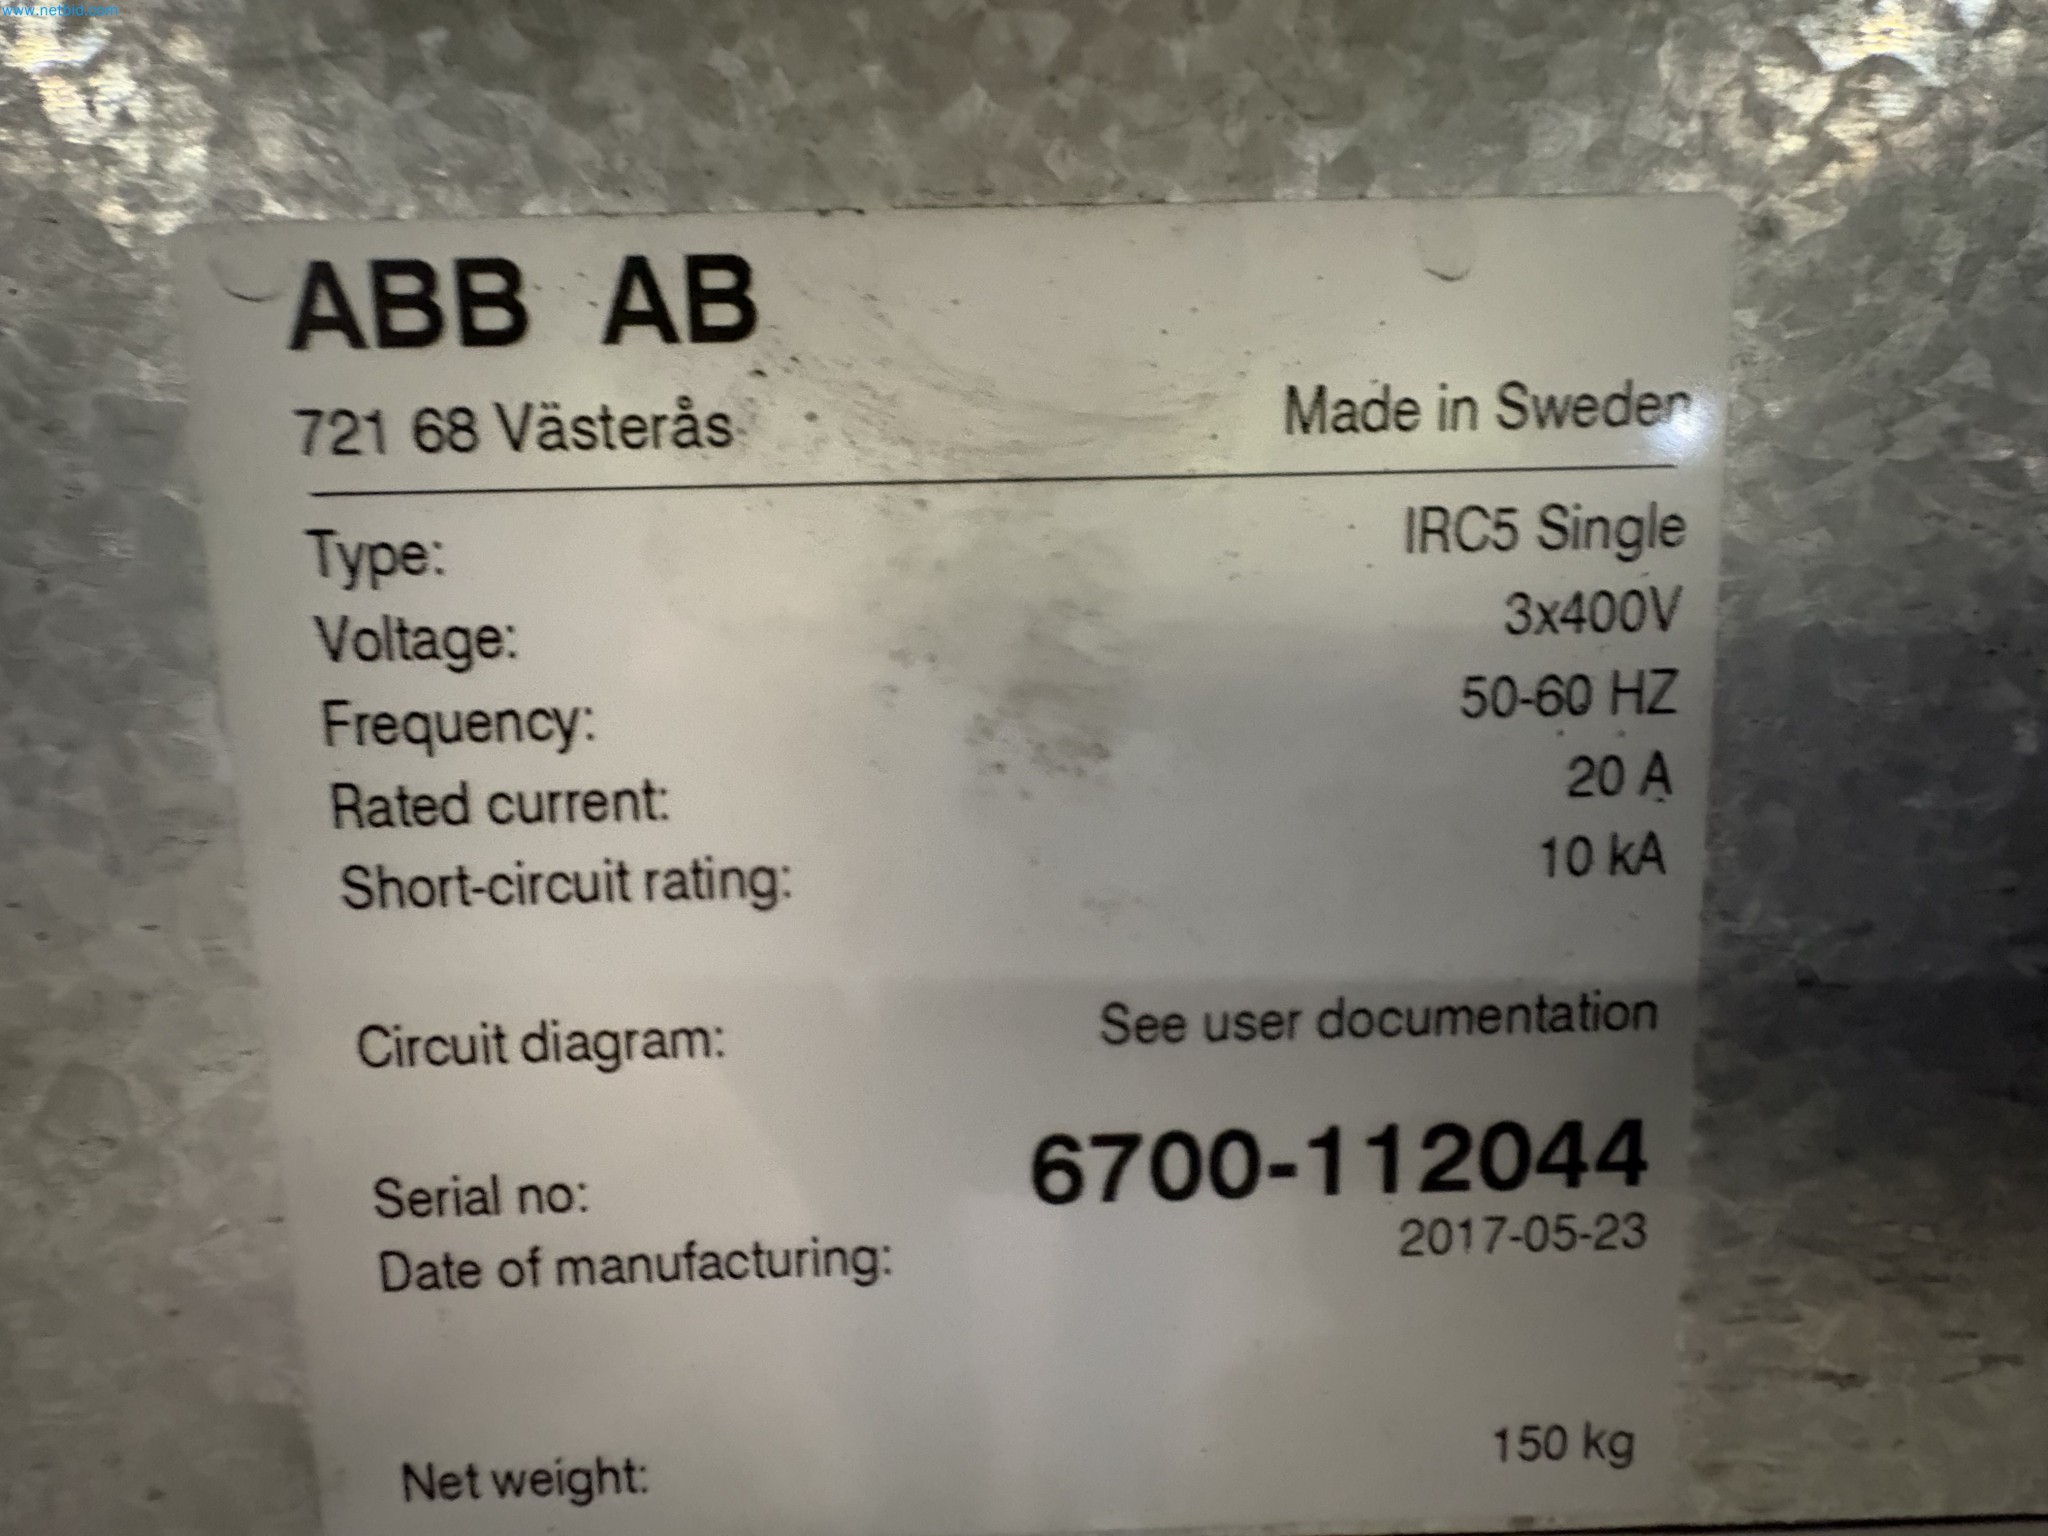 www.netbid.com
ABB AB
721 68 Västerås Made in Sweden
Type: IRC5 Single
Voltage: 3x400V
Frequency: 50-60 HZ
Rated current: 20 A
Short-circuit rating: 10 kA
Circuit diagram: See user documentation
Serial no: 6700-112044
Date of manufacturing: 2017-05-23
Net weight: 150 kg